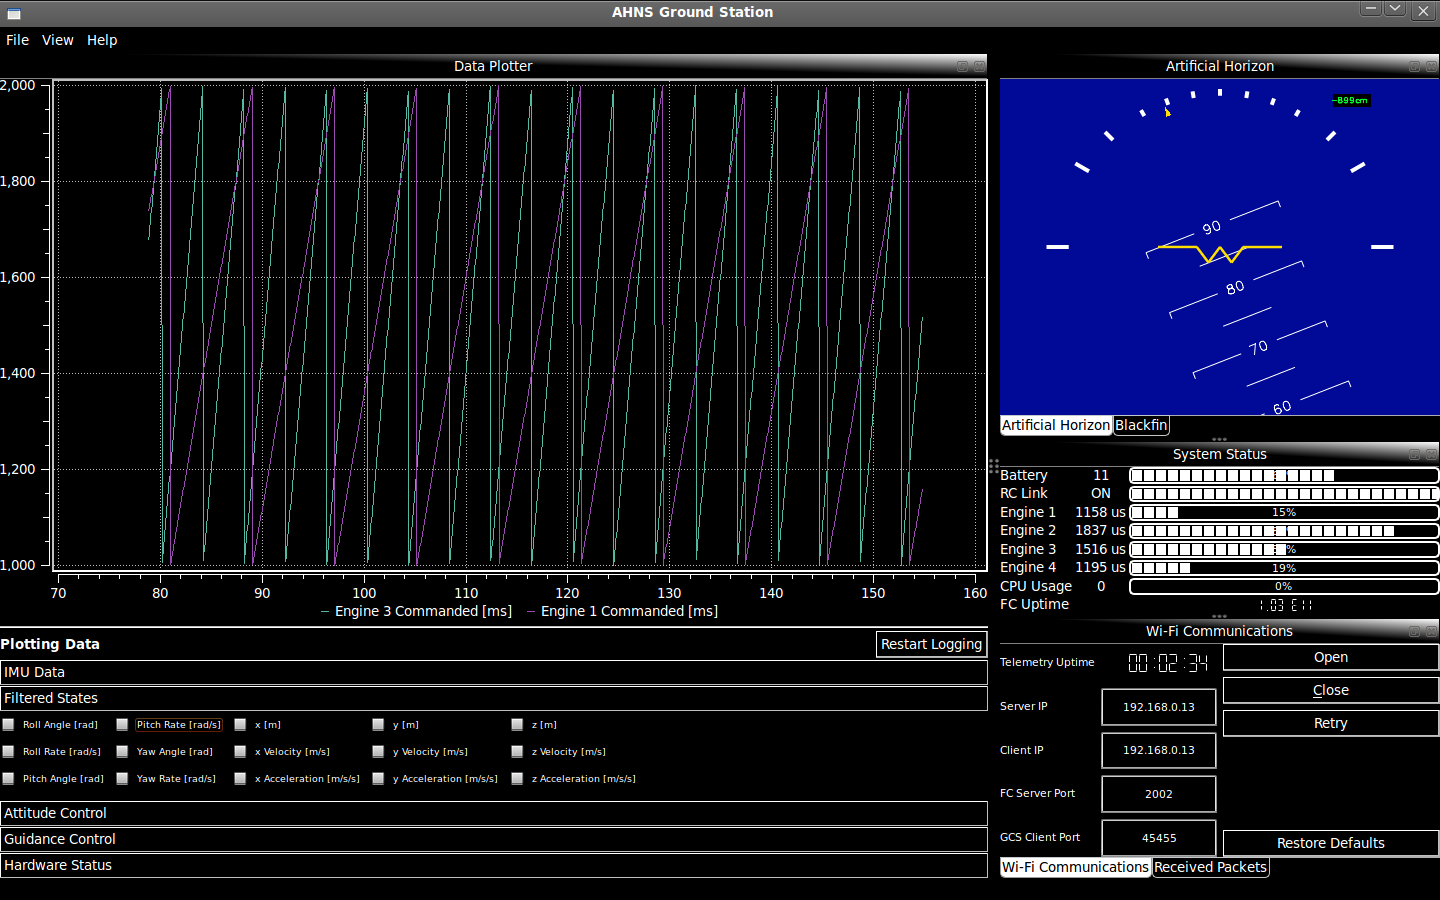 AHNS Ground Station
File View Help
Data Plotter
2,000
1,800
1,600
1,400
1,200
1,000
70 80 90 100 110 120 130 140 150 160
Engine 3 Commanded [ms] Engine 1 Commanded [ms]
Plotting Data Restart Logging
IMU Data
Filtered States
Roll Angle [rad] Pitch Rate [rad/s] x [m] y [m] z [m]
Roll Rate [rad/s] Yaw Angle [rad] x Velocity [m/s] y Velocity [m/s] z Velocity [m/s]
Pitch Angle [rad] Yaw Rate [rad/s] x Acceleration [m/s/s] y Acceleration [m/s/s] z Acceleration [m/s/s]
Attitude Control
Guidance Control
Hardware Status
Artificial Horizon
-899cm
90
80
70
60
Artificial Horizon Blackfin
System Status
Battery 11
RC Link ON
Engine 1 1158 us 15%
Engine 2 1837 us
Engine 3 1516 us %
Engine 4 1195 us 19%
CPU Usage 0 0%
FC Uptime 1.03 E11
Wi-Fi Communications
Telemetry Uptime 00:02:34 Open
Close
Server IP 192.168.0.13
Retry
Client IP 192.168.0.13
FC Server Port 2002
GCS Client Port 45455 Restore Defaults
Wi-Fi Communications Received Packets